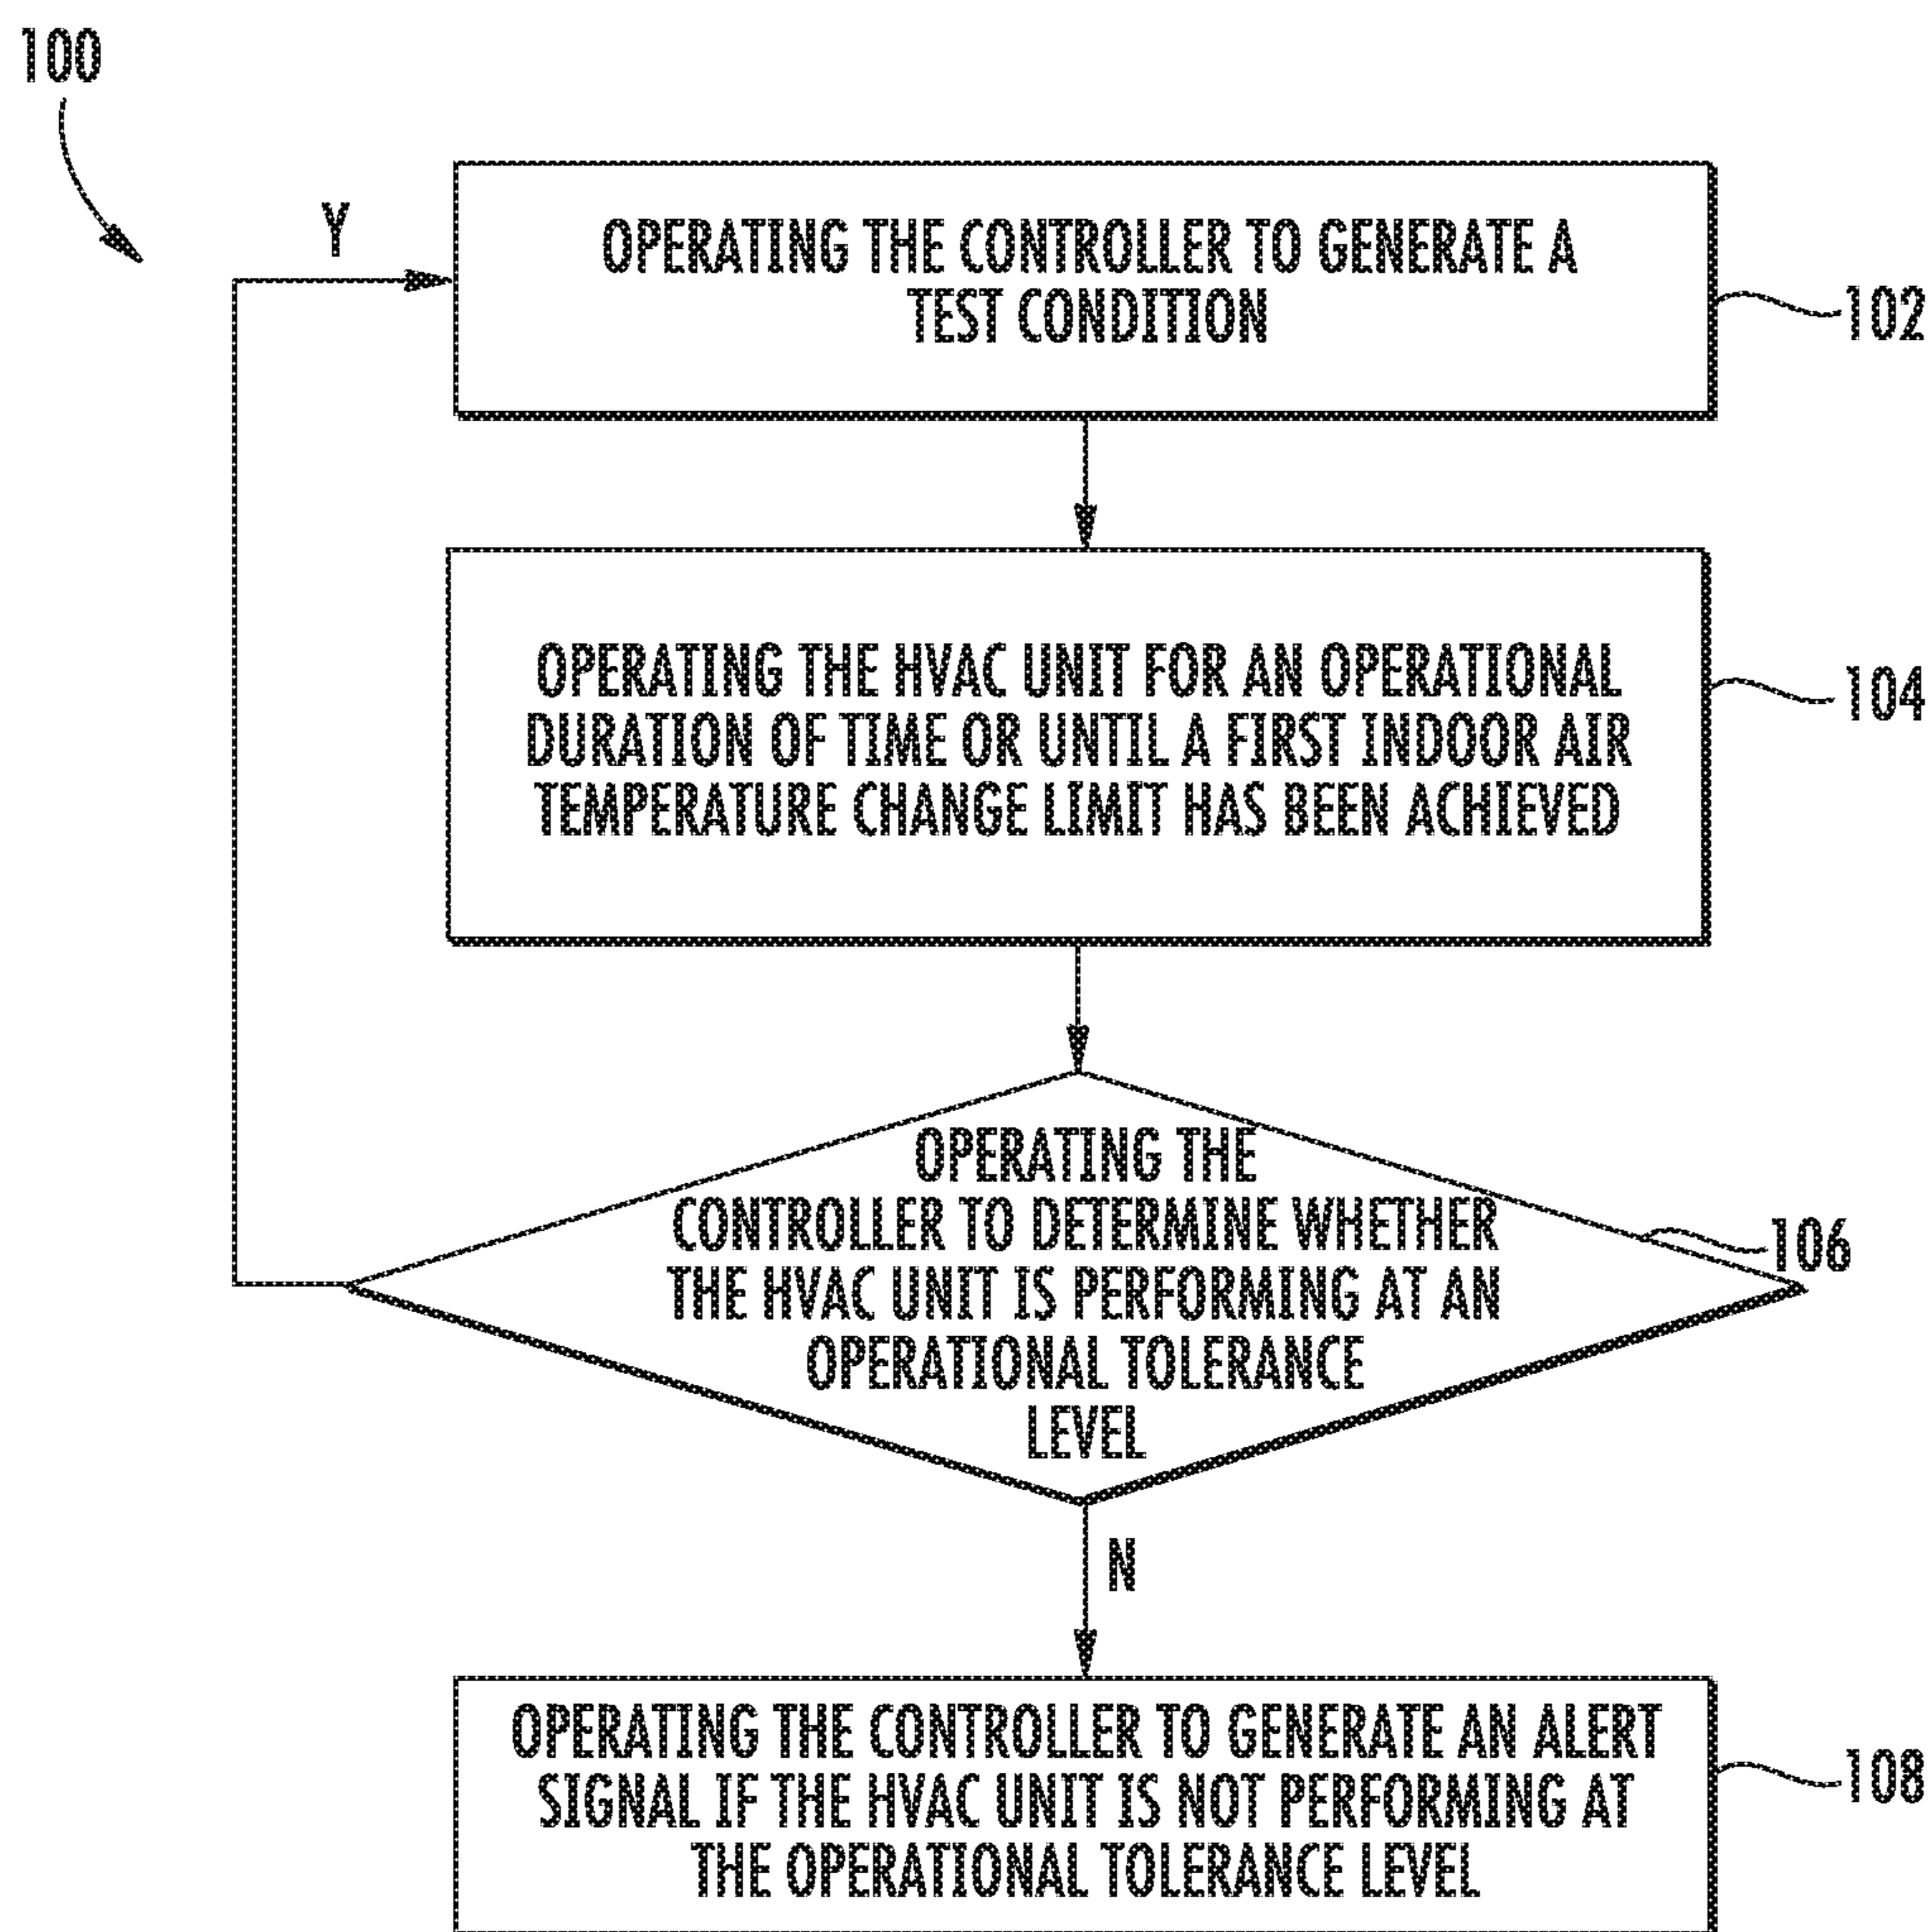 100
Y
OPERATING THE CONTROLLER TO GENERATE A
TEST CONDITION
102
OPERATING THE HVAC UNIT FOR AN OPERATIONAL
DURATION OF TIME OR UNTIL A FIRST INDOOR AIR
TEMPERATURE CHANGE LIMIT HAS BEEN ACHIEVED
104
OPERATING THE
CONTROLLER TO DETERMINE WHETHER
THE HVAC UNIT IS PERFORMING AT AN
OPERATIONAL TOLERANCE
LEVEL
106
N
OPERATING THE CONTROLLER TO GENERATE AN ALERT
SIGNAL IF THE HVAC UNIT IS NOT PERFORMING AT
THE OPERATIONAL TOLERANCE LEVEL
108